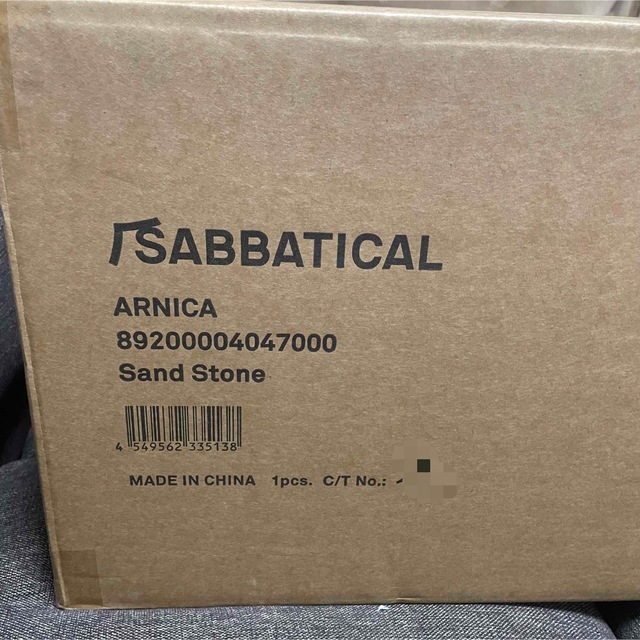 SABBATICAL
ARNICA
89200004047000
Sand Stone
4 549562 335138
MADE IN CHINA 1pcs. C/T No.: